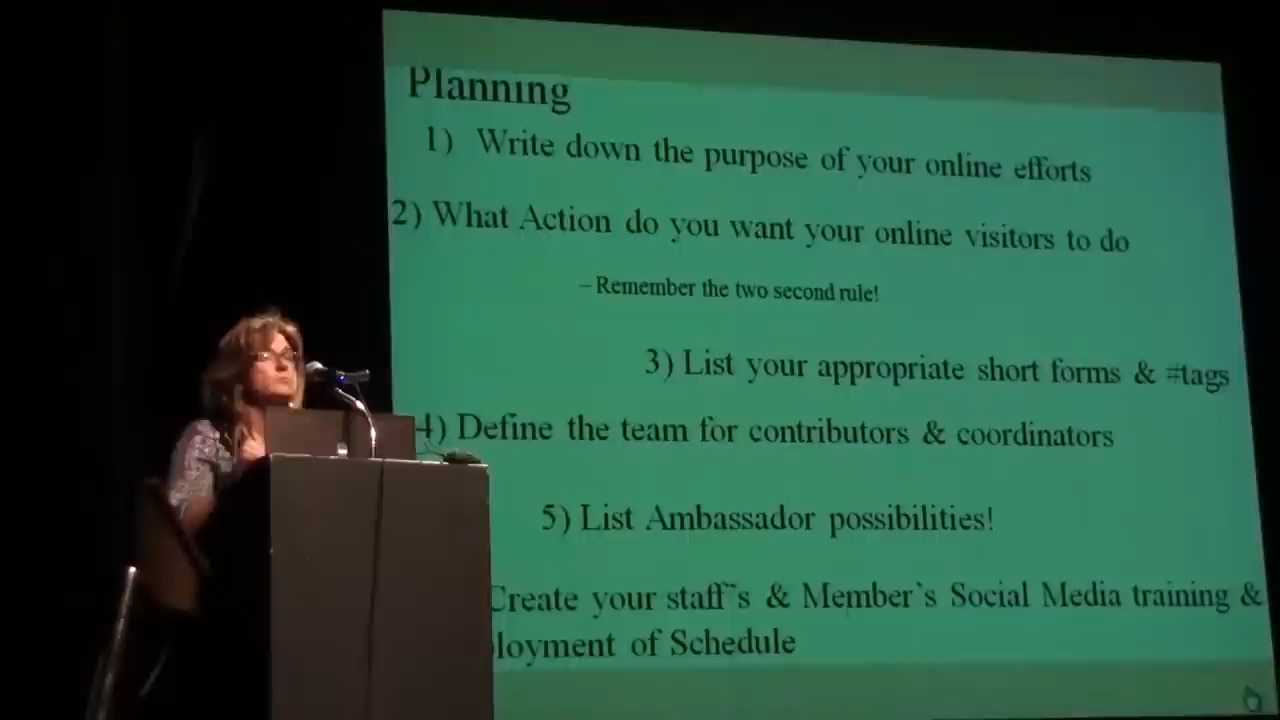 Planning
1) Write down the purpose of your online efforts
2) What Action do you want your online visitors to do
– Remember the two second rule!
3) List your appropriate short forms & #tags
4) Define the team for contributors & coordinators
5) List Ambassador possibilities!
Create your staff's & Member's Social Media training &
loyment of Schedule